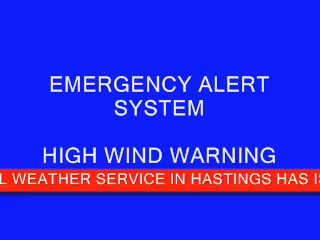 EMERGENCY ALERT
SYSTEM
HIGH WIND WARNING
L WEATHER SERVICE IN HASTINGS HAS IS